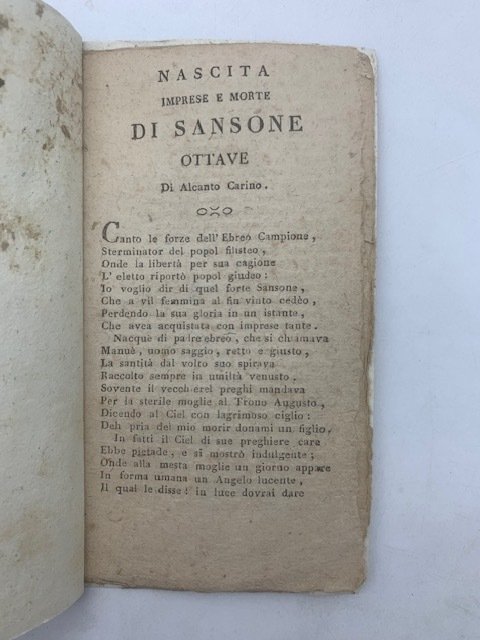 NASCITA
IMPRESE E MORTE
DI SANSONE
OTTAVE
Di Alcanto Carino.
Canto le forze dell'Ebreo Campione,
Sterminator del popol filisteo,
Onde la libertà per sua cagione
L'eletto riportò popol giudeo:
Io voglio dir di quel forte Sansone,
Che a vil femmina al fin vinto cedèo,
Perdendo la sua gloria in un istante,
Che avea acquistata con imprese tante.
Nacque di padre ebreo, che si chiamava
Manuè, uomo saggio, retto e giusto,
La santità dal volto suo spirava
Raccolto sempre in umiltà venusto.
Sovente il vecchierel preghi mandava
Per la sterile moglie al Trono Augusto,
Dicendo al Ciel con lagrimoso ciglio:
Deh pria del mio morir donami un figlio.
In fatti il Ciel di sue preghiere care
Ebbe pietade, e si mostrò indulgente;
Onde alla mesta moglie un giorno appare
In forma umana un Angelo lucente,
Il qual le disse: in luce dovrai dare